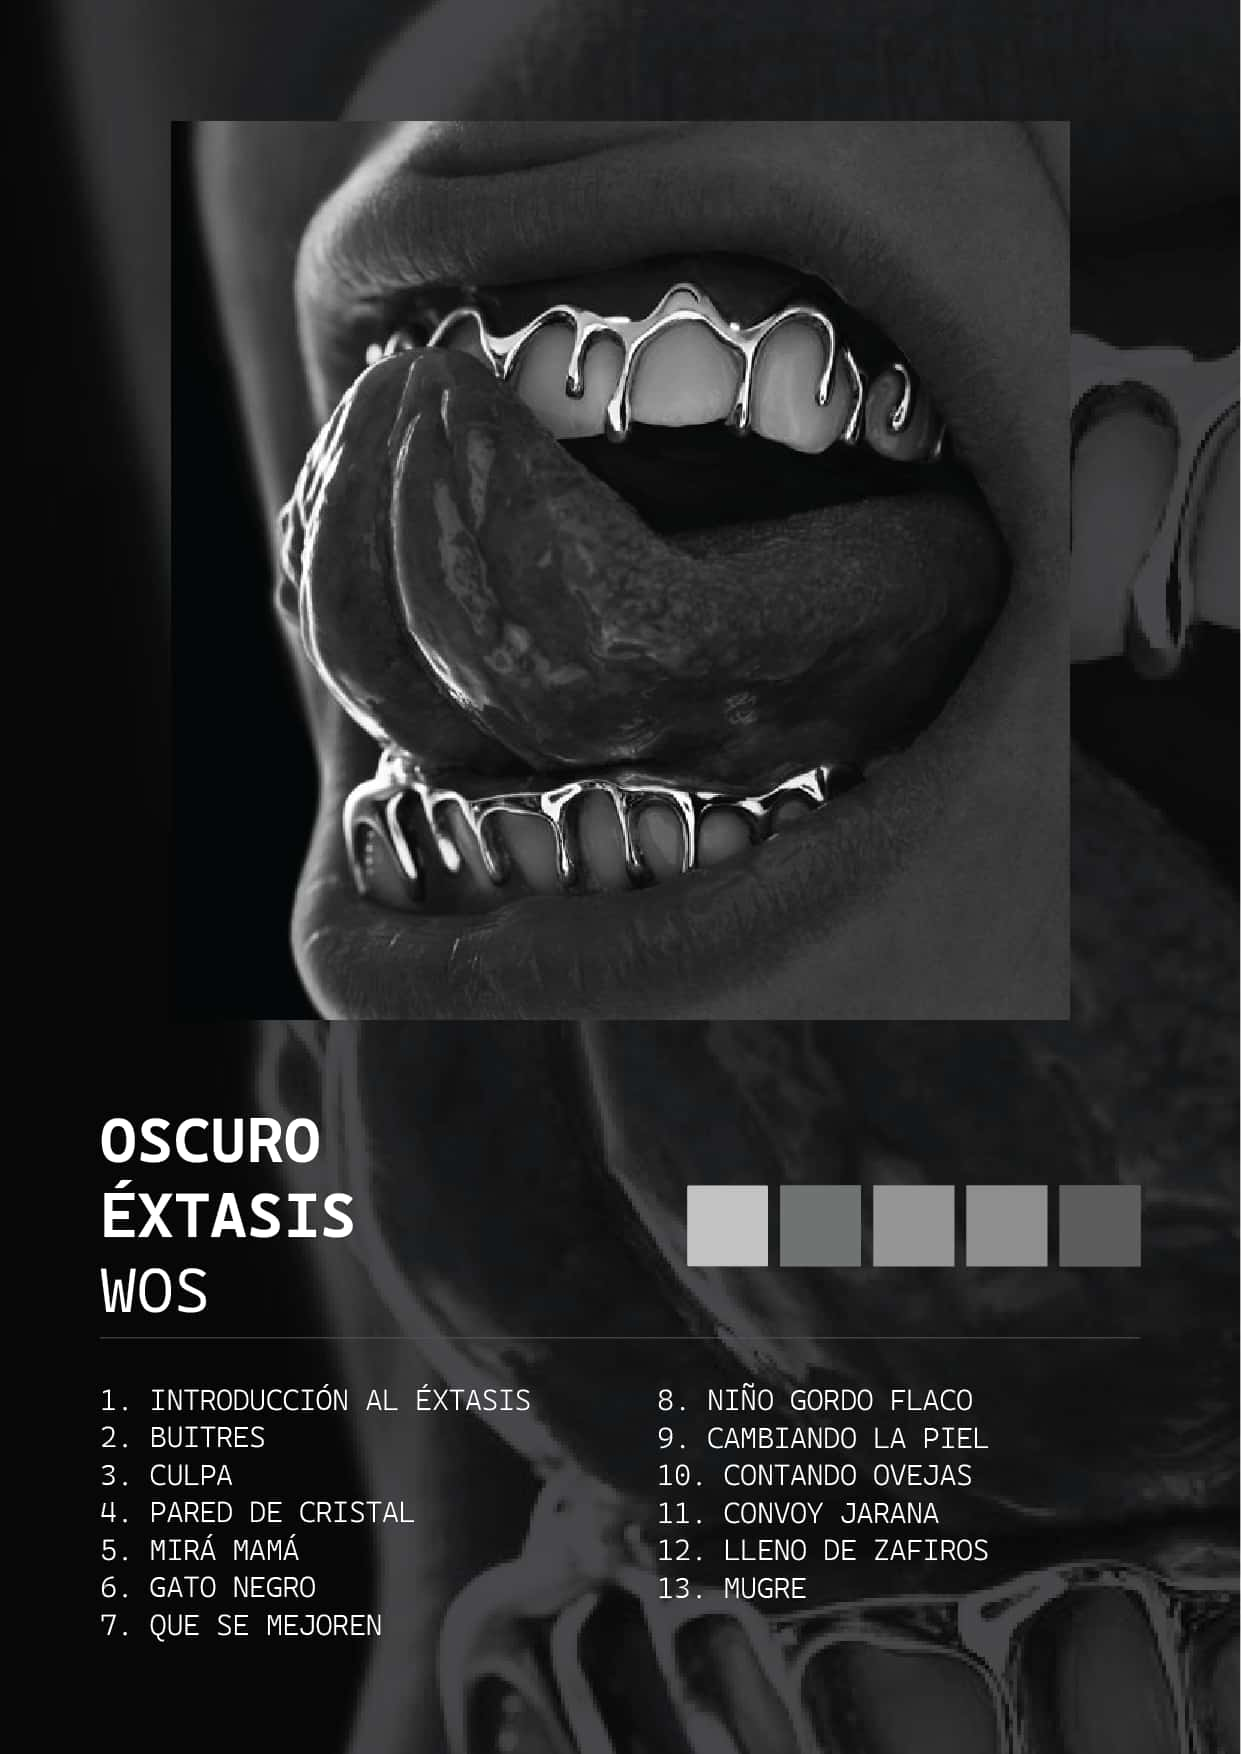 OSCURO
ÉXTASIS
WOS
1. INTRODUCCIÓN AL ÉXTASIS
2. BUITRES
3. CULPA
4. PARED DE CRISTAL
5. MIRÁ MAMÁ
6. GATO NEGRO
7. QUE SE MEJOREN
8. NIÑO GORDO FLACO
9. CAMBIANDO LA PIEL
10. CONTANDO OVEJAS
11. CONVOY JARANA
12. LLENO DE ZAFIROS
13. MUGRE